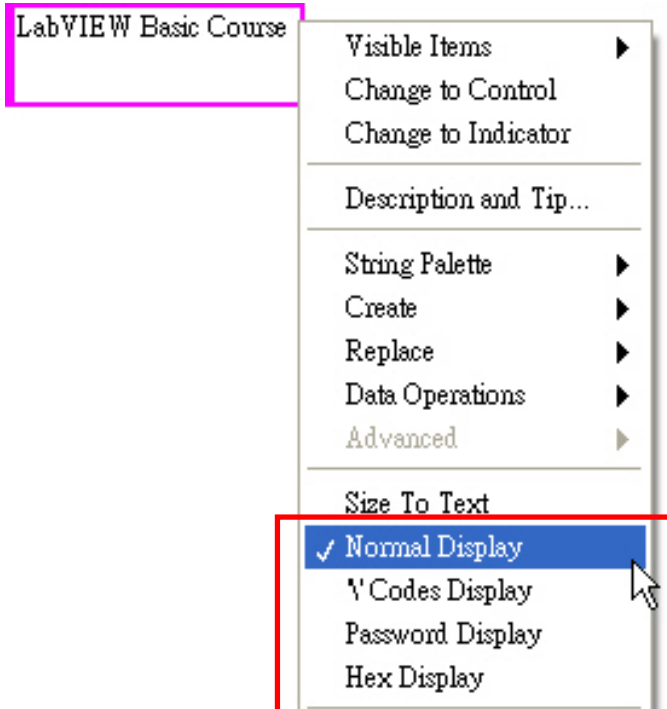 LabVIEW Basic Course
Visible Items
Change to Control
Change to Indicator
Description and Tip...
String Palette
Create
Replace
Data Operations
Advanced
Size To Text
Normal Display
'\' Codes Display
Password Display
Hex Display